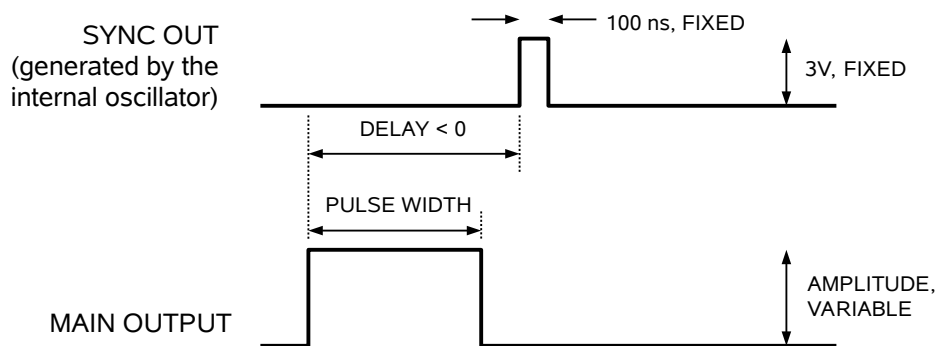 100 ns, FIXED
SYNC OUT
(generated by the
internal oscillator)
3V, FIXED
DELAY < 0
PULSE WIDTH
AMPLITUDE,
VARIABLE
MAIN OUTPUT